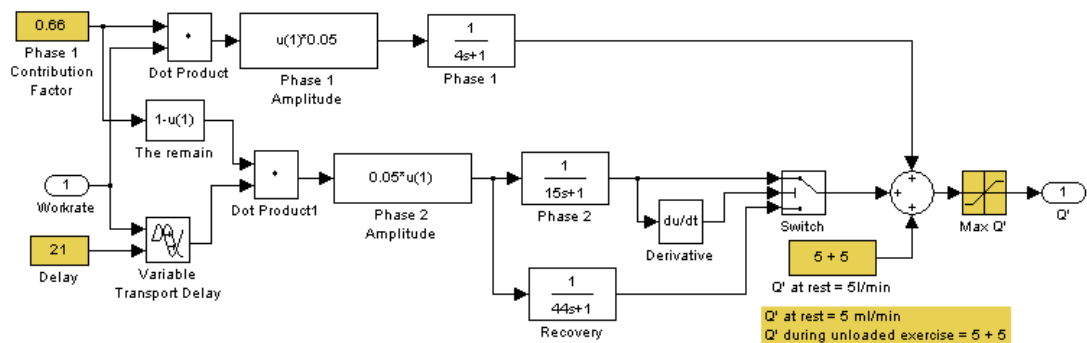 0.66
Phase 1
Contribution
Factor
Dot Product
u(1)*0.05
Phase 1
Amplitude
1
4s+1
Phase 1
1-u(1)
The remain
1
Workrate
21
Delay
Variable
Transport Delay
Dot Product1
0.05*u(1)
Phase 2
Amplitude
1
15s+1
Phase 2
du/dt
Derivative
1
44s+1
Recovery
Switch
5 + 5
Q' at rest = 5l/min
+
+
+
Max Q'
1
Q'
Q' at rest = 5 ml/min
Q' during unloaded exercise = 5 + 5